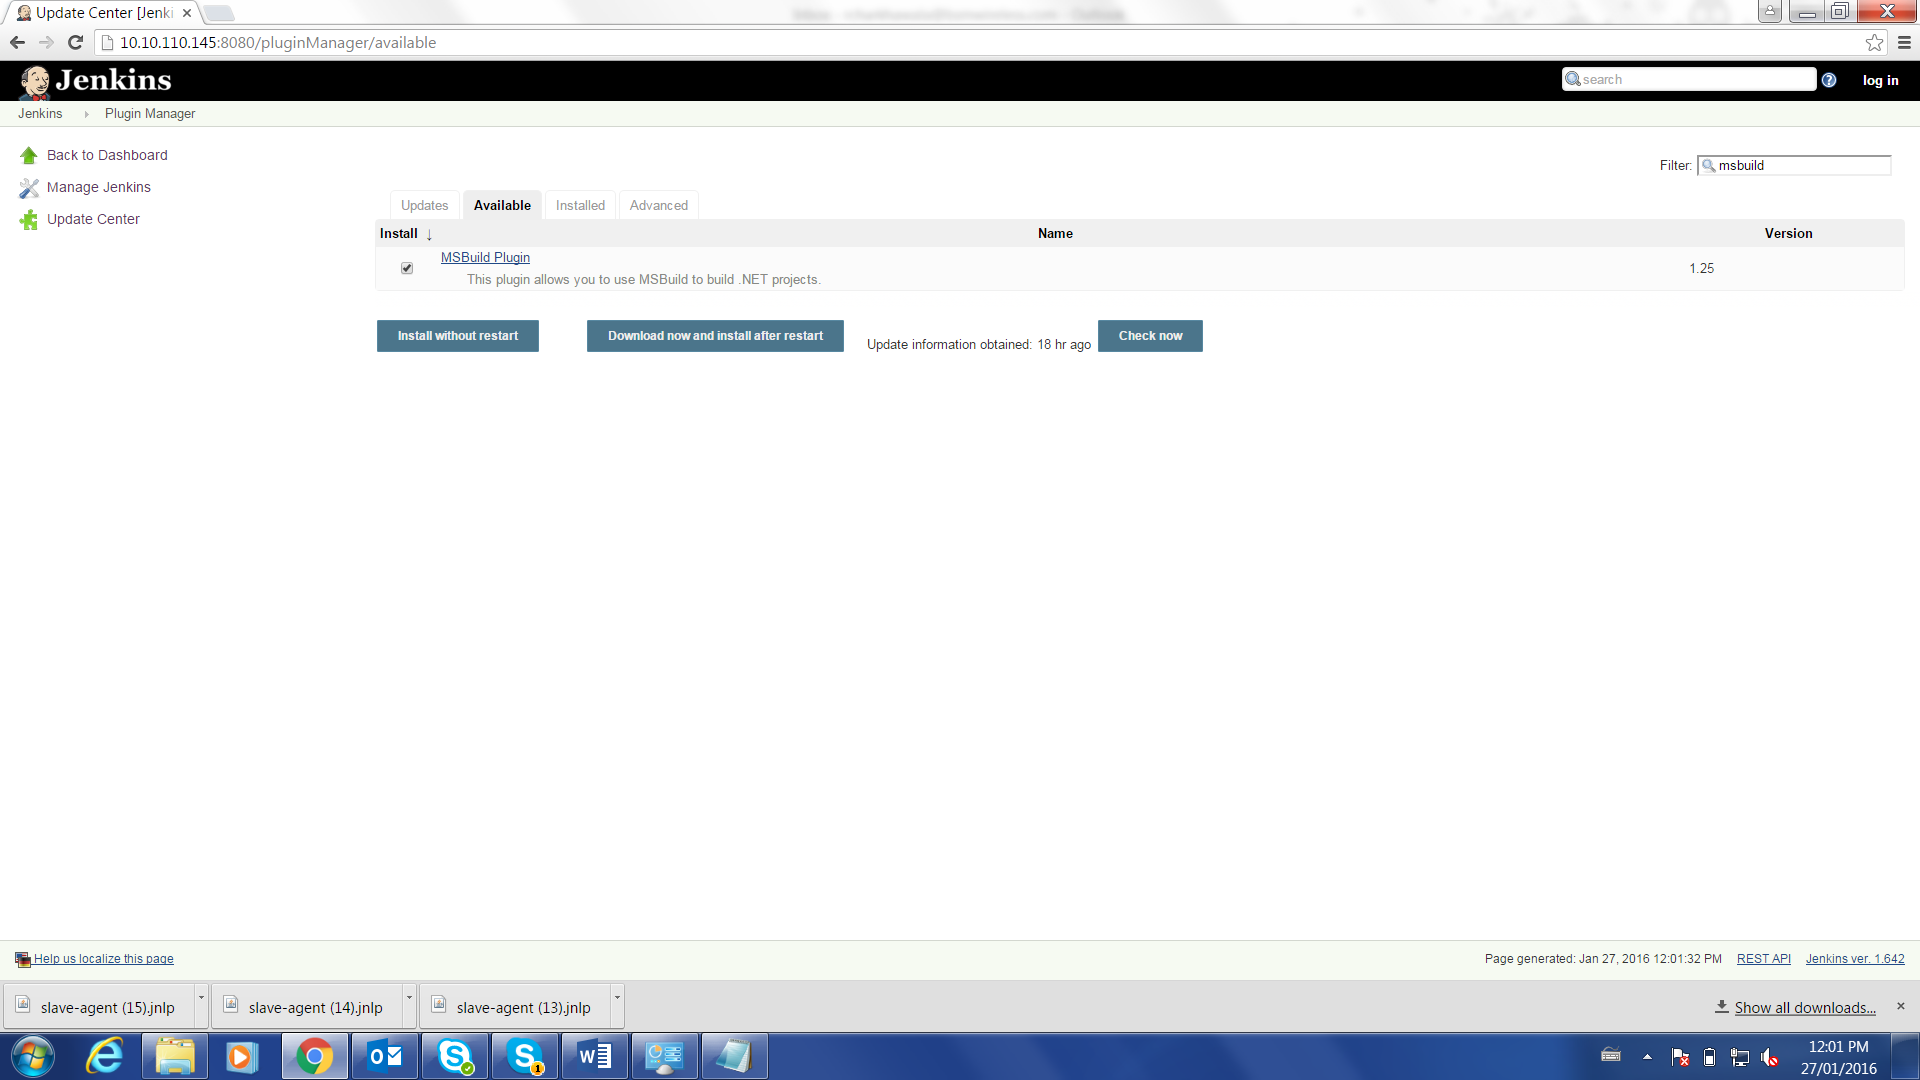 Update Center [Jenki
10.10.110.145:8080/pluginManager/available
Jenkins
search
log in
Jenkins
Plugin Manager
Back to Dashboard
Manage Jenkins
Update Center
Filter:
msbuild
Updates
Available
Installed
Advanced
Install ↓
Name
Version
MSBuild Plugin
This plugin allows you to use MSBuild to build .NET projects.
1.25
Install without restart
Download now and install after restart
Update information obtained: 18 hr ago
Check now
Help us localize this page
Page generated: Jan 27, 2016 12:01:32 PM
REST API
Jenkins ver. 1.642
slave-agent (15).jnlp
slave-agent (14).jnlp
slave-agent (13).jnlp
Show all downloads...
12:01 PM
27/01/2016